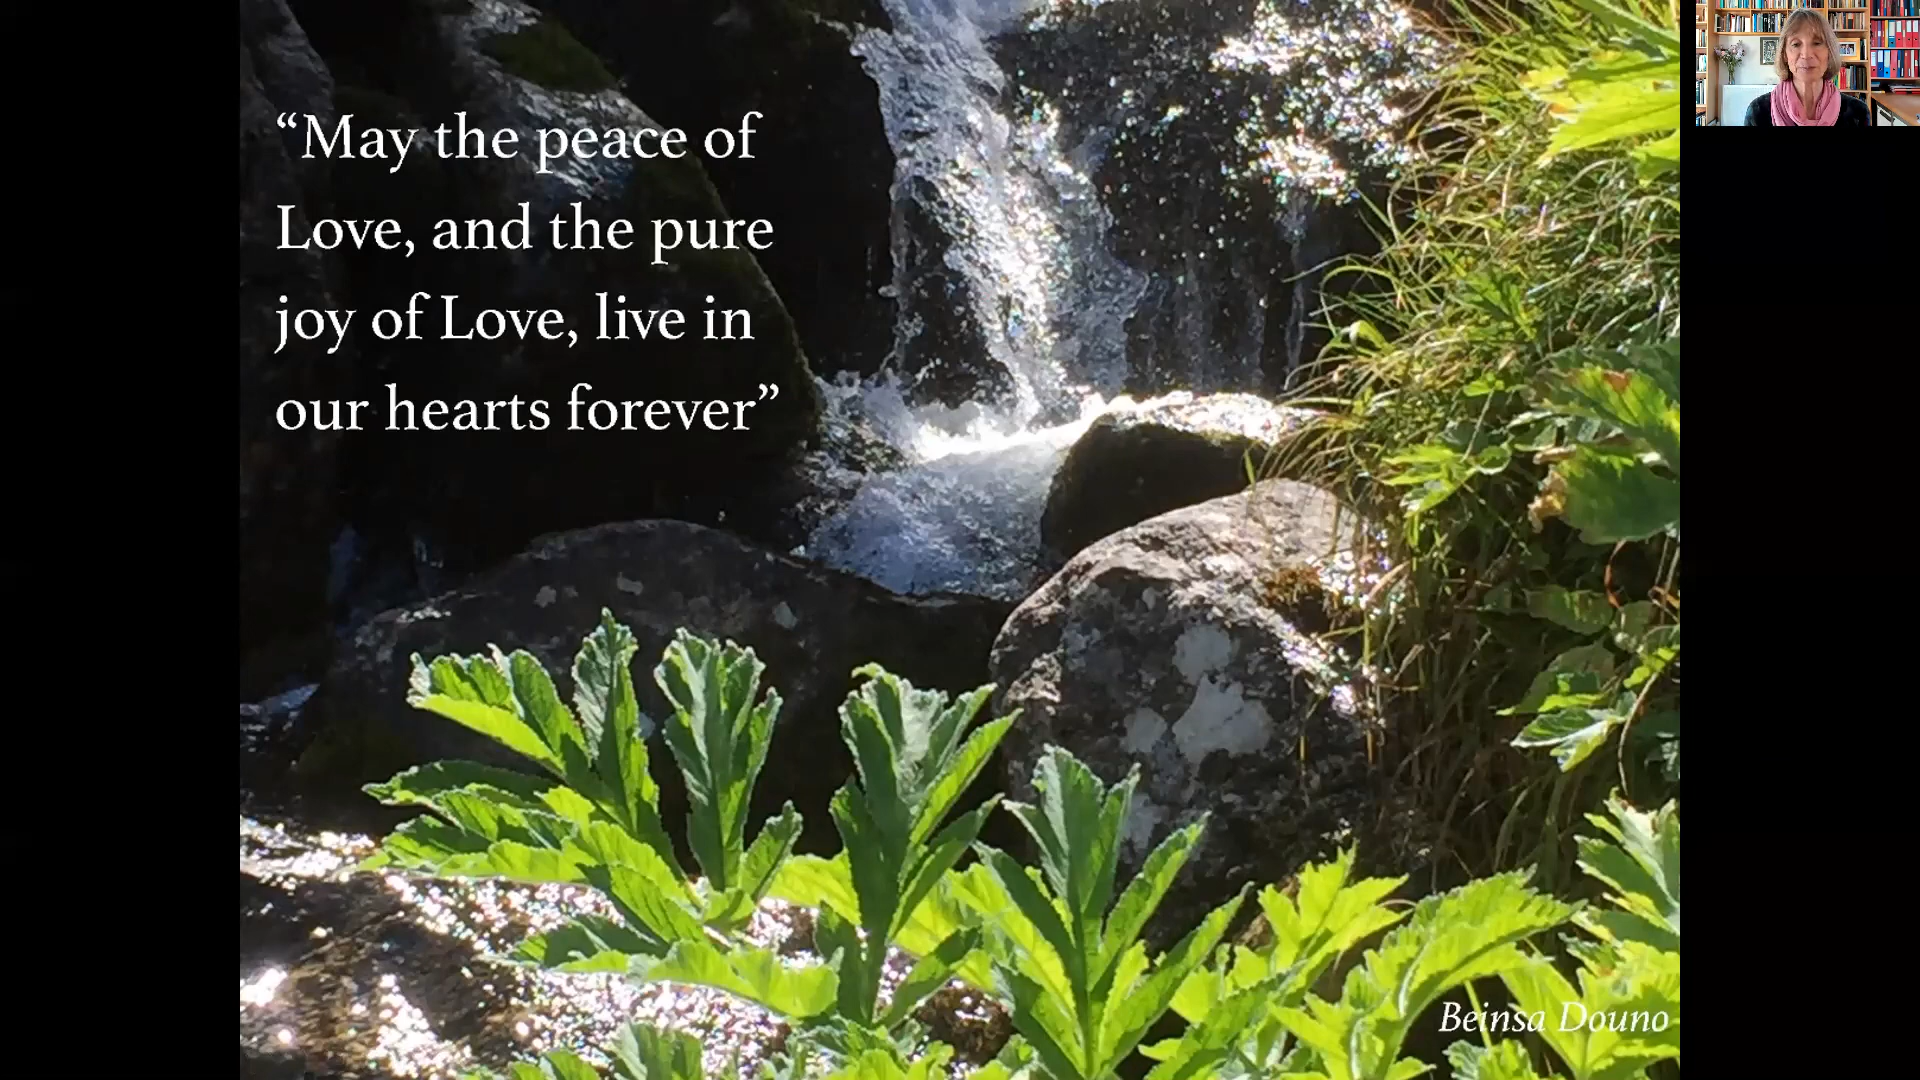 “May the peace of
Love, and the pure
joy of Love, live in
our hearts forever”
Beinsa Douno